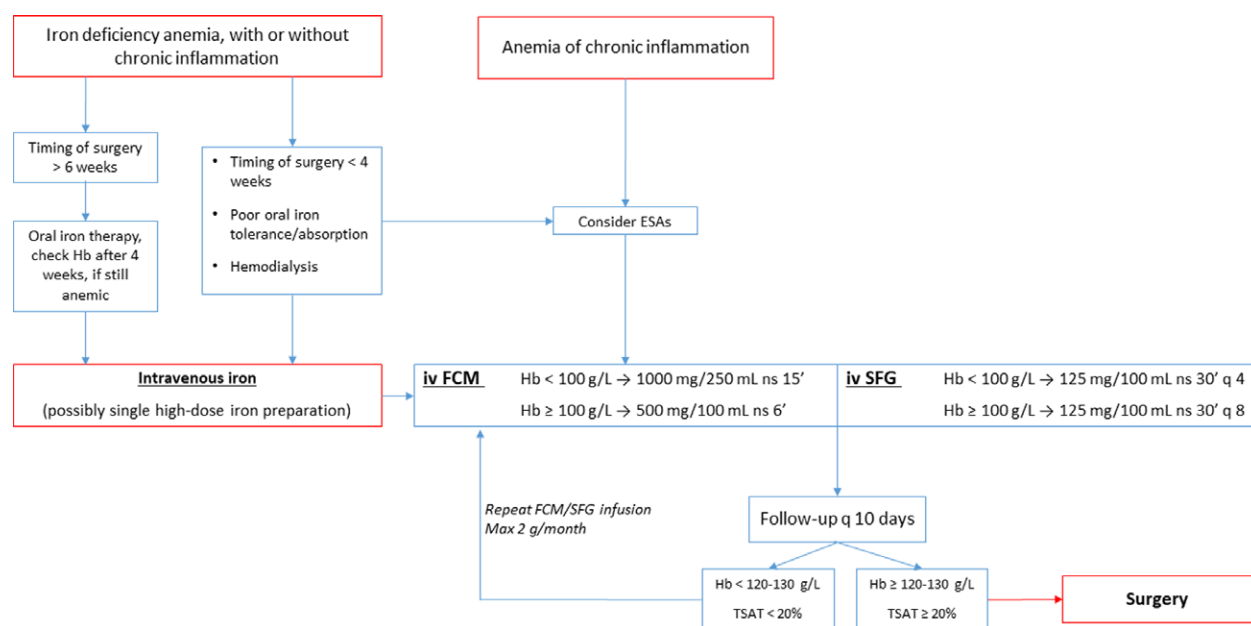 Iron deficiency anemia, with or without
chronic inflammation
Anemia of chronic inflammation
Timing of surgery
> 6 weeks
• Timing of surgery < 4
weeks
• Poor oral iron
tolerance/absorption
• Hemodialysis
Consider ESAs
Oral iron therapy,
check Hb after 4
weeks, if still
anemic
Intravenous iron
(possibly single high-dose iron preparation)
iv FCM Hb < 100 g/L → 1000 mg/250 mL ns 15’
Hb ≥ 100 g/L → 500 mg/100 mL ns 6’
iv SFG Hb < 100 g/L → 125 mg/100 mL ns 30’ q 4
Hb ≥ 100 g/L → 125 mg/100 mL ns 30’ q 8
Repeat FCM/SFG infusion
Max 2 g/month
Follow-up q 10 days
Hb < 120-130 g/L
TSAT < 20%
Hb ≥ 120-130 g/L
TSAT ≥ 20%
Surgery